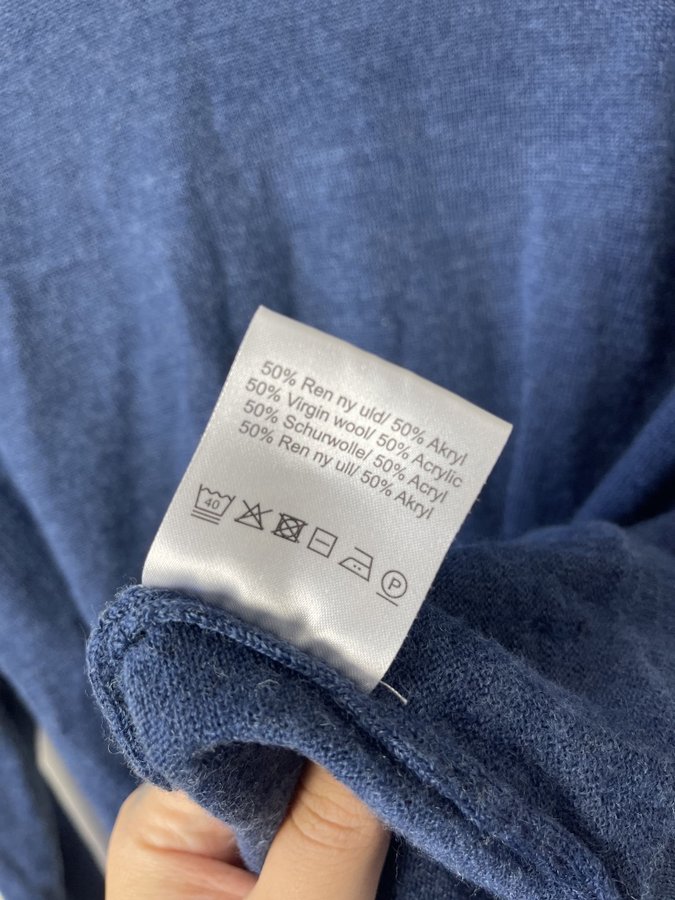 50% Ren ny uld/ 50% Akryl
50% Virgin wool/ 50% Acrylic
50% Schurwolle/ 50% Acryl
50% Ren ny ull/ 50% Akryl
40
P